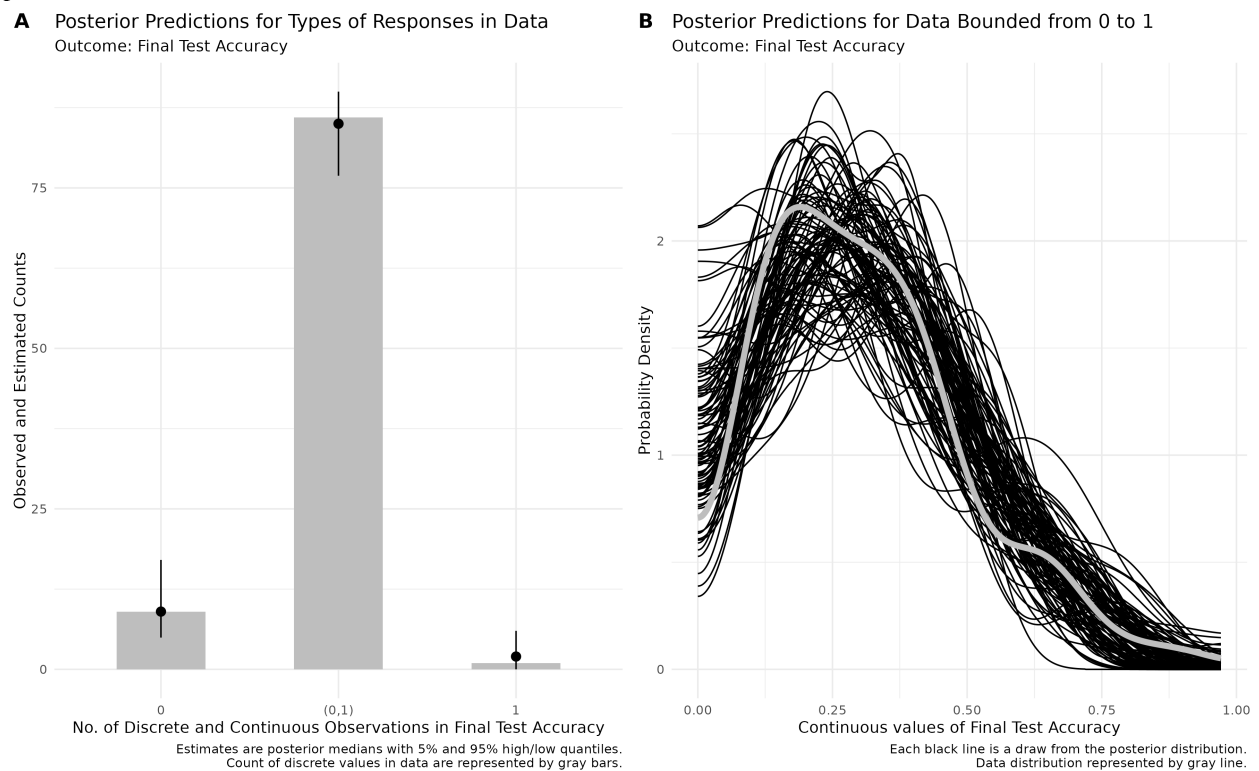 A
Posterior Predictions for Types of Responses in Data
Outcome: Final Test Accuracy
Observed and Estimated Counts
75
50
25
0
0
(0,1)
1
No. of Discrete and Continuous Observations in Final Test Accuracy
Estimates are posterior medians with 5% and 95% high/low quantiles.
Count of discrete values in data are represented by gray bars.
B
Posterior Predictions for Data Bounded from 0 to 1
Outcome: Final Test Accuracy
Probability Density
2
1
0
0.00
0.25
0.50
0.75
1.00
Continuous values of Final Test Accuracy
Each black line is a draw from the posterior distribution.
Data distribution represented by gray line.